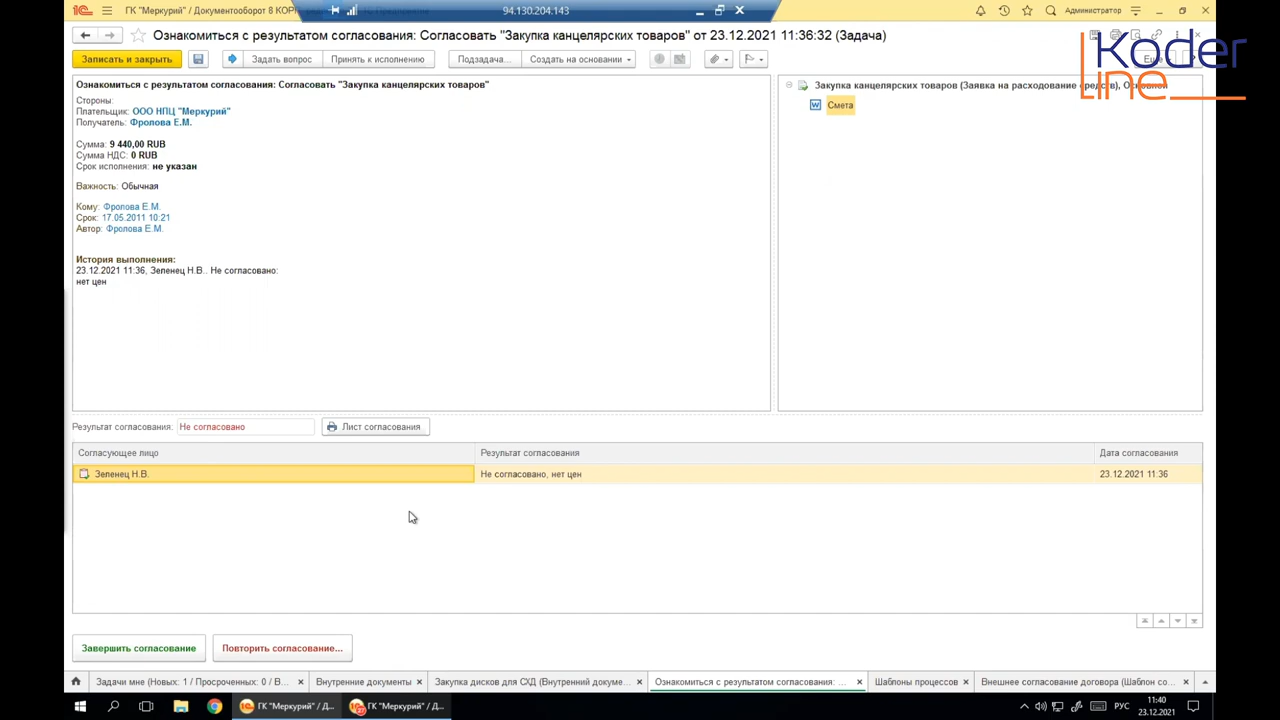 ГК "Меркурий" / Документооборот 8 КОР
94.130.204.143
Администратор
Ознакомиться с результатом согласования: Согласовать "Закупка канцелярских товаров" от 23.12.2021 11:36:32 (Задача)
Koder
Line
Записать и закрыть
Задать вопрос
Принять к исполнению
Подзадача...
Создать на основании
Ознакомиться с результатом согласования: Согласовать "Закупка канцелярских товаров"
Стороны:
Плательщик: ООО НПЦ "Меркурий"
Получатель: Фролова Е.М.
Сумма: 9 440,00 RUB
Сумма НДС: 0 RUB
Срок исполнения: не указан
Важность: Обычная
Кому: Фролова Е.М.
Срок: 17.05.2011 10:21
Автор: Фролова Е.М.
История выполнения:
23.12.2021 11:36, Зеленец Н.В.. Не согласовано:
нет цен
Закупка канцелярских товаров (Заявка на расходование средств), Основной
Смета
Результат согласования: Не согласовано
Лист согласования
Согласующее лицо Результат согласования Дата согласования
Зеленец Н.В. Не согласовано, нет цен 23.12.2021 11:36
Завершить согласование
Повторить согласование...
Задачи мне (Новых: 1 / Просроченных: 0 / В...
Внутренние документы
Закупка дисков для СХД (Внутренний докуме...
Ознакомиться с результатом согласования: ...
Шаблоны процессов
Внешнее согласование договора (Шаблон со...
ГК "Меркурий" / Д...
ГК "Меркурий" / Д...
РУС
11:40
23.12.2021